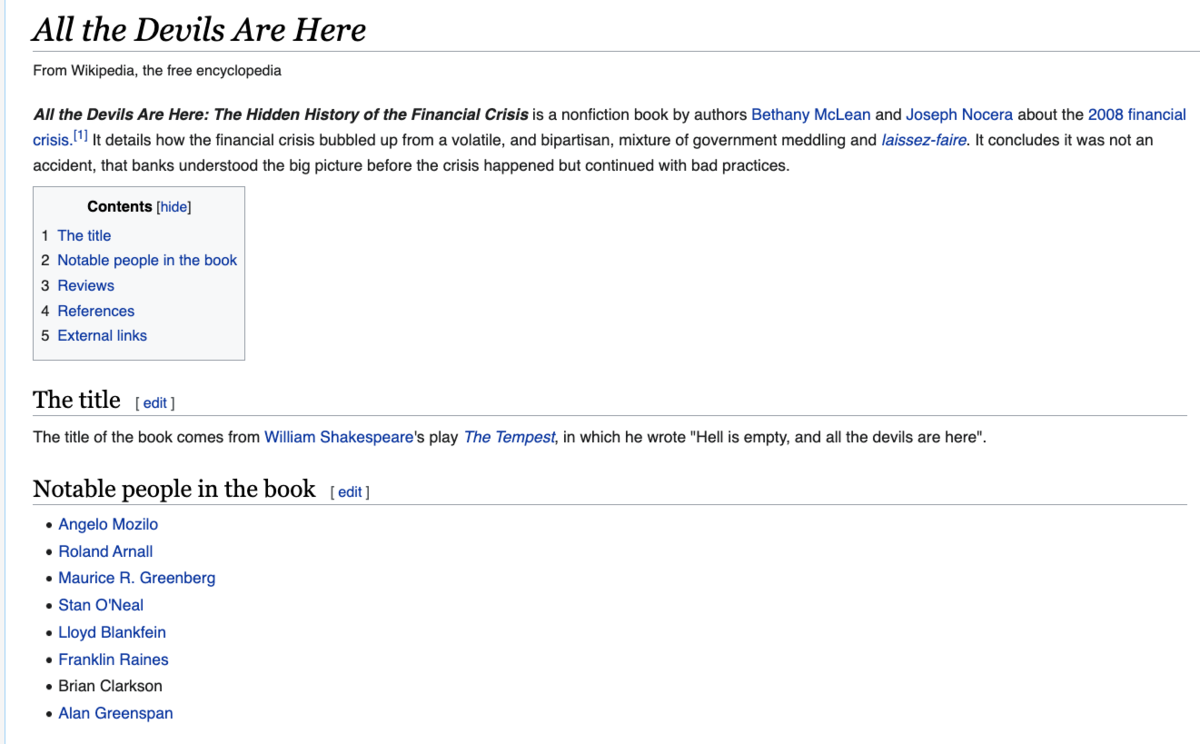 All the Devils Are Here
From Wikipedia, the free encyclopedia
All the Devils Are Here: The Hidden History of the Financial Crisis is a nonfiction book by authors Bethany McLean and Joseph Nocera about the 2008 financial
crisis.[1] It details how the financial crisis bubbled up from a volatile, and bipartisan, mixture of government meddling and laissez-faire. It concludes it was not an
accident, that banks understood the big picture before the crisis happened but continued with bad practices.
Contents [hide]
1 The title
2 Notable people in the book
3 Reviews
4 References
5 External links
The title [ edit ]
The title of the book comes from William Shakespeare's play The Tempest, in which he wrote "Hell is empty, and all the devils are here".
Notable people in the book [ edit ]
• Angelo Mozilo
• Roland Arnall
• Maurice R. Greenberg
• Stan O'Neal
• Lloyd Blankfein
• Franklin Raines
• Brian Clarkson
• Alan Greenspan